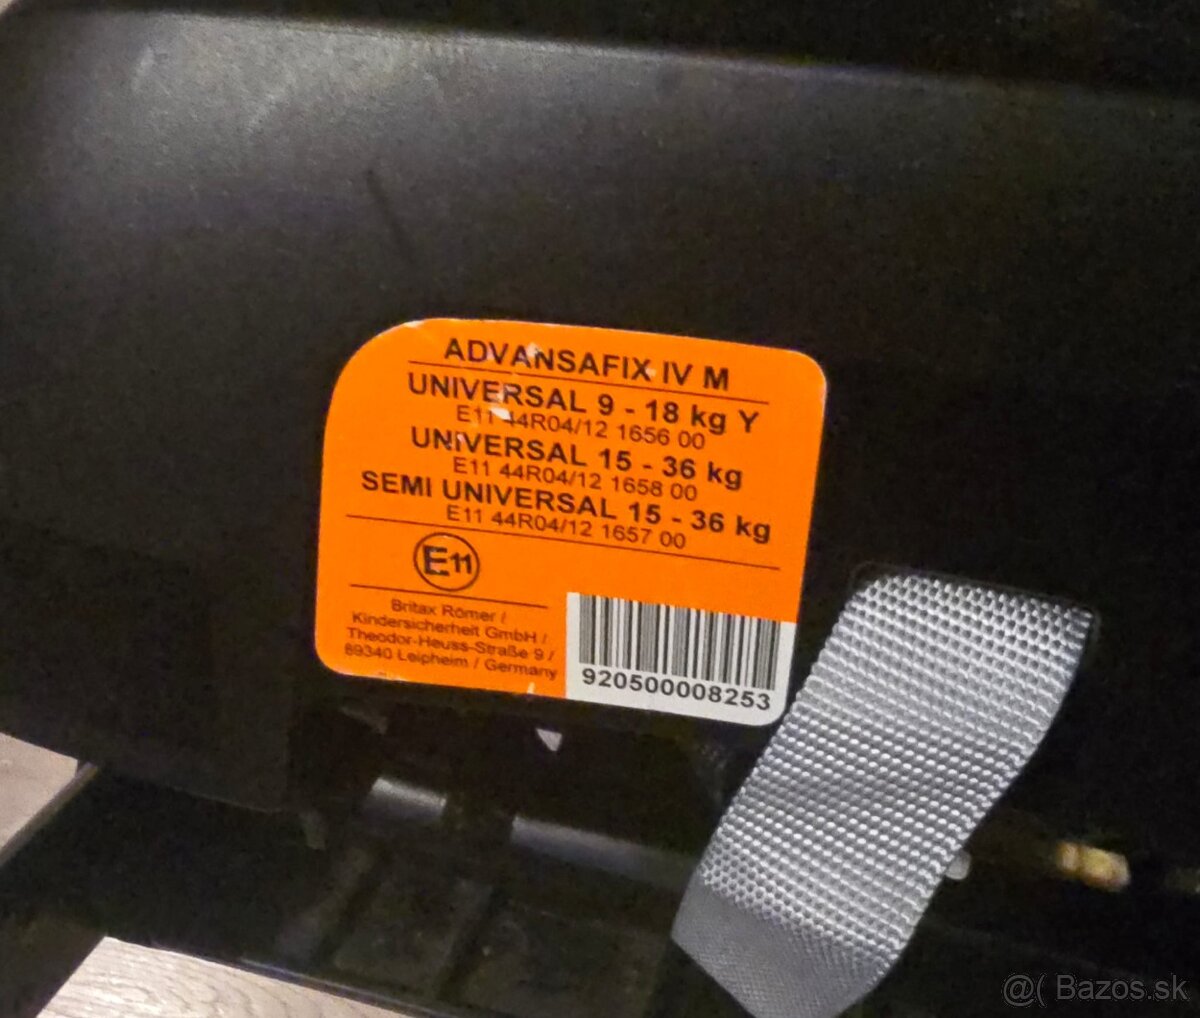 ADVANSAFIX IV M
UNIVERSAL 9 - 18 kg Y
E11 44R04/12 1656 00
UNIVERSAL 15 - 36 kg
E11 44R04/12 1658 00
SEMI UNIVERSAL 15 - 36 kg
E11 44R04/12 1657 00
E11
Britax Römer /
Kindersicherheit GmbH /
Theodor-Heuss-Straße 9 /
89340 Leipheim / Germany
920500008253
@( Bazos.sk